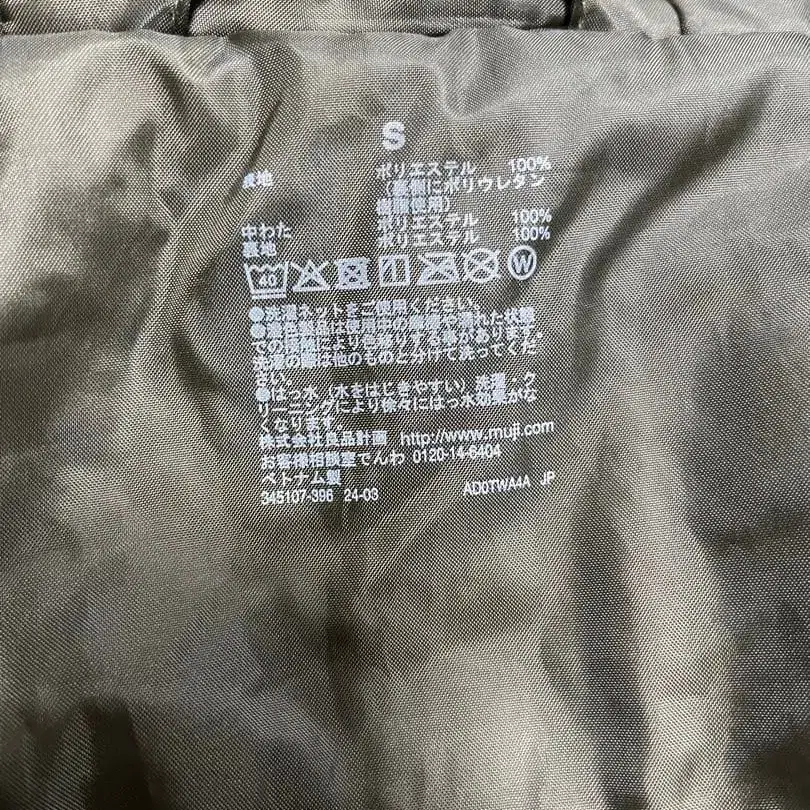 S
表地 ポリエステル 100%
(裏側にポリウレタン
樹脂使用)
中わた ポリエステル 100%
裏地 ポリエステル 100%
40 W
●洗濯ネットをご使用ください。
●濃色製品は使用中の摩擦や濡れた状態
での摩擦により色移りする場合があります。
洗濯の際は他のものとわけて洗ってくだ
さい。
●はっ水(水をはじきやすい)洗濯・ク
リーニングにより徐々にはっ水効果がな
くなります。
株式会社良品計画 http://www.muji.com
お客様相談室でんわ 0120-14-6404
ベトナム製
345107-396 24-03 AD0TWA4A JP